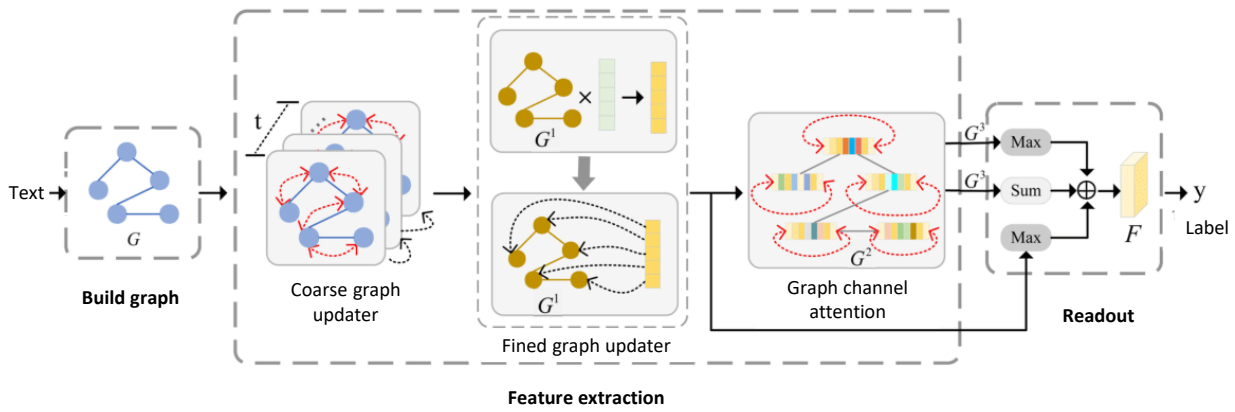 Text
G
Build graph
t
...
Coarse graph
updater
G¹
×
G¹
Fined graph updater
G²
Graph channel
attention
Feature extraction
G³
G³
Max
Sum
Max
F
Readout
y
Label